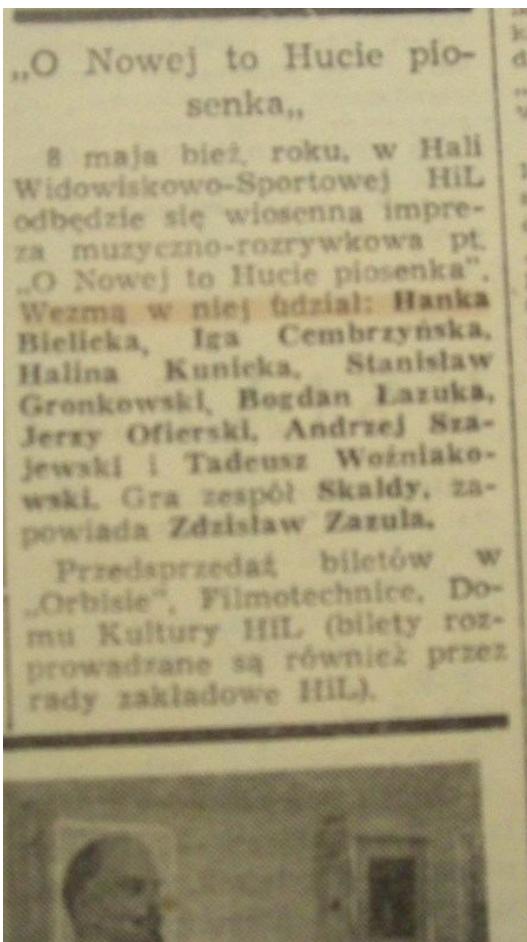 „O Nowej to Hucie pio-
senka„
8 maja bież. roku, w Hali
Widowiskowo-Sportowej HiL
odbędzie się wiosenna impre-
za muzyczno-rozrywkowa pt.
„O Nowej to Hucie piosenka".
Wezmą w niej udział: Hanka
Bielicka, Iga Cembrzyńska,
Halina Kunicka, Stanisław
Gronkowski, Bogdan Łazuka,
Jerzy Ofierski, Andrzej Sza-
jewski i Tadeusz Woźniako-
wski. Gra zespół Skaldy, za-
powiada Zdzisław Zazula.
Przedsprzedaż biletów w
„Orbisie", Filmotechnice, Do-
mu Kultury HiL (bilety roz-
prowadzane są również przez
rady zakładowe HiL).